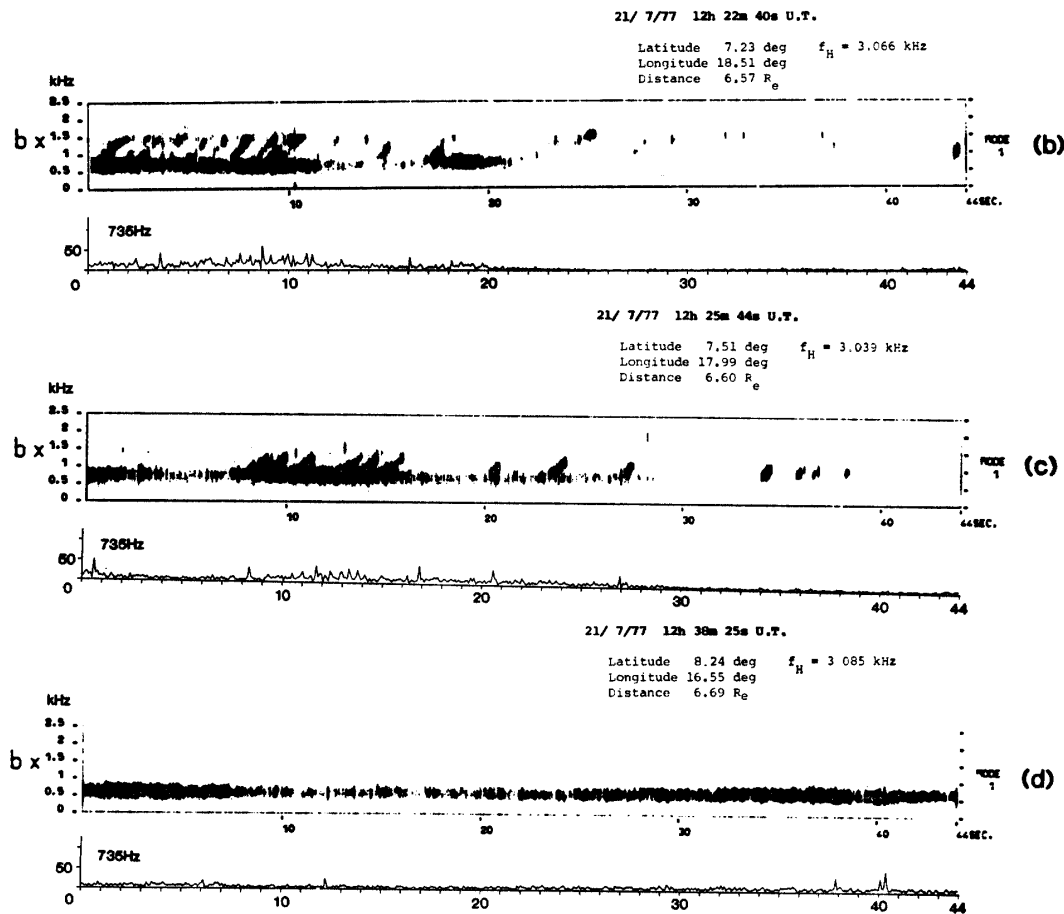 21/ 7/77 12h 22m 40s U.T.
Latitude 7.23 deg f_H = 3.066 kHz
Longitude 18.51 deg
Distance 6.57 R_e
kHz
2.5
2
b x 1.5 MODE (b)
1 1
0.5
0
10 20 30 40 44SEC.
735Hz
50
0 10 20 30 40 44
21/ 7/77 12h 25m 44s U.T.
Latitude 7.51 deg f_H = 3.039 kHz
Longitude 17.99 deg
Distance 6.60 R_e
kHz
2.5
2
b x 1.5 MODE (c)
1 1
0.5
0
10 20 30 40 44SEC.
735Hz
50
0 10 20 30 40 44
21/ 7/77 12h 38m 25s U.T.
Latitude 8.24 deg f_H = 3 085 kHz
Longitude 16.55 deg
Distance 6.69 R_e
kHz
2.5
2
b x 1.5 MODE (d)
1 1
0.5
0
10 20 30 40 44SEC.
735Hz
50
0 10 20 30 40 44